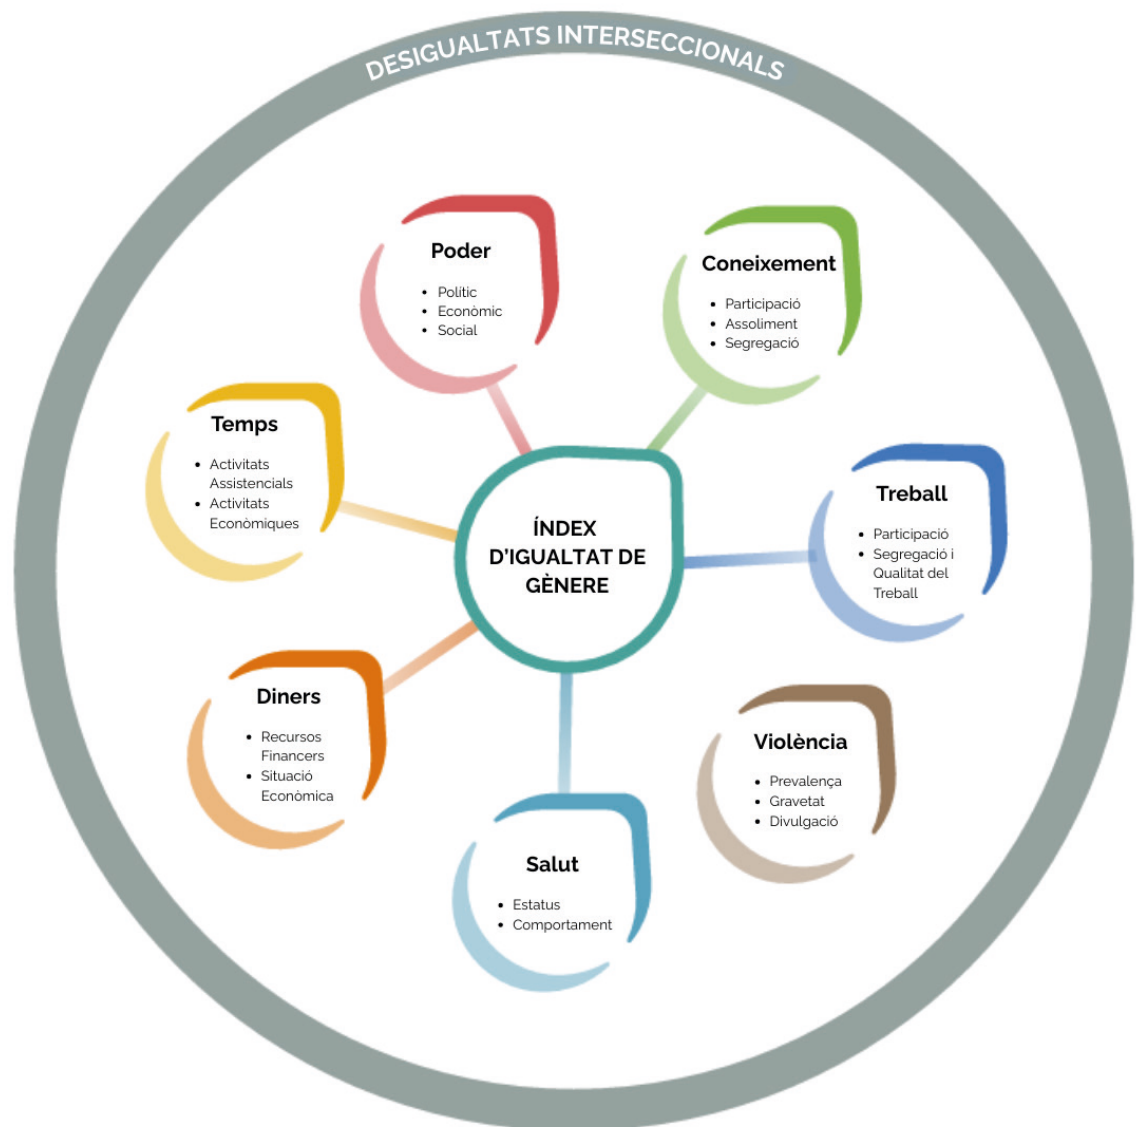 DESIGUALTATS INTERSECCIONALS
Poder
• Polític
• Econòmic
• Social
Coneixement
• Participació
• Assoliment
• Segregació
Temps
• Activitats
Assistencials
• Activitats
Econòmiques
ÍNDEX
D'IGUALTAT DE
GÈNERE
Treball
• Participació
• Segregació i
Qualitat del
Treball
Diners
• Recursos
Financers
• Situació
Econòmica
Violència
• Prevalença
• Gravetat
• Divulgació
Salut
• Estatus
• Comportament